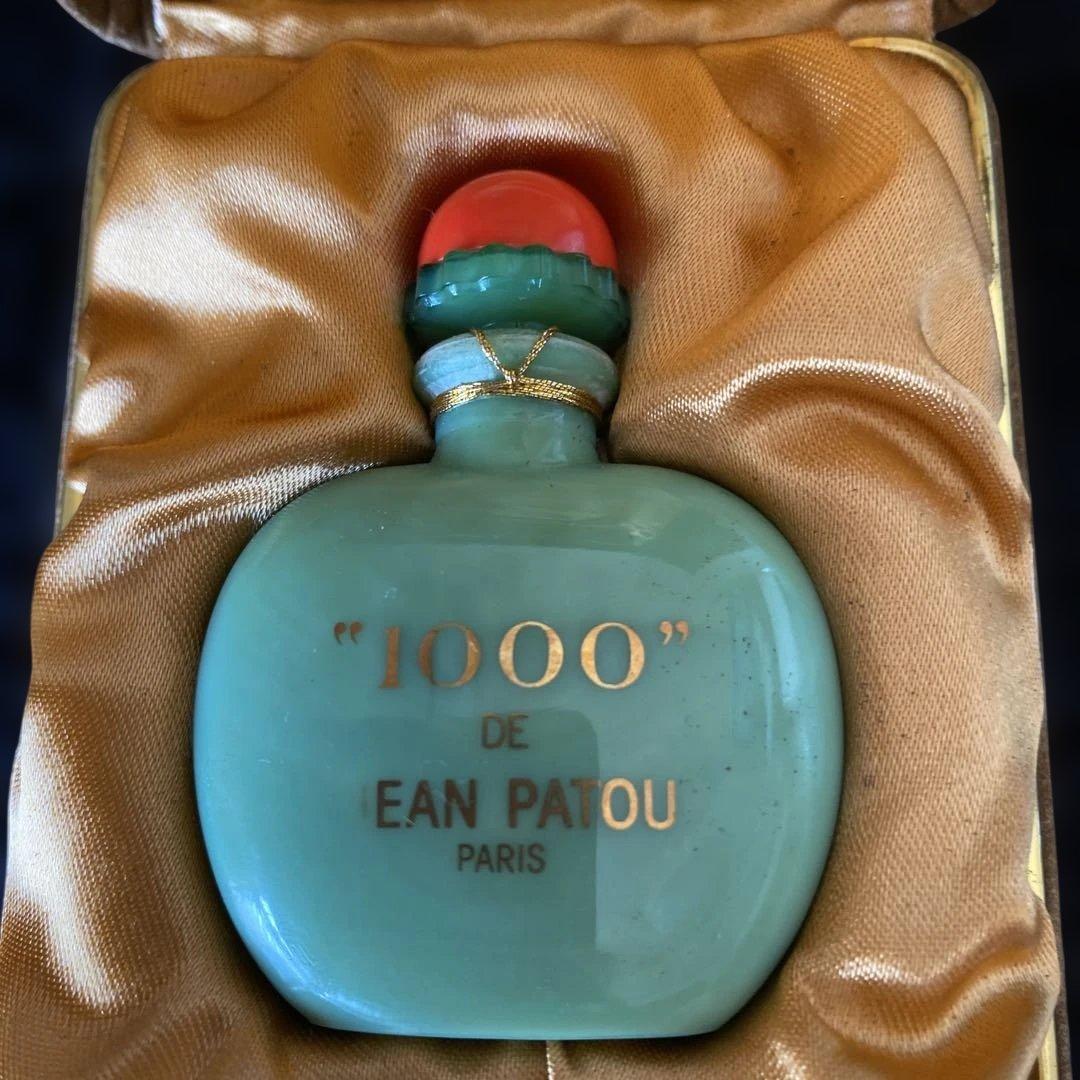 “1000”
DE
EAN PATOU
PARIS